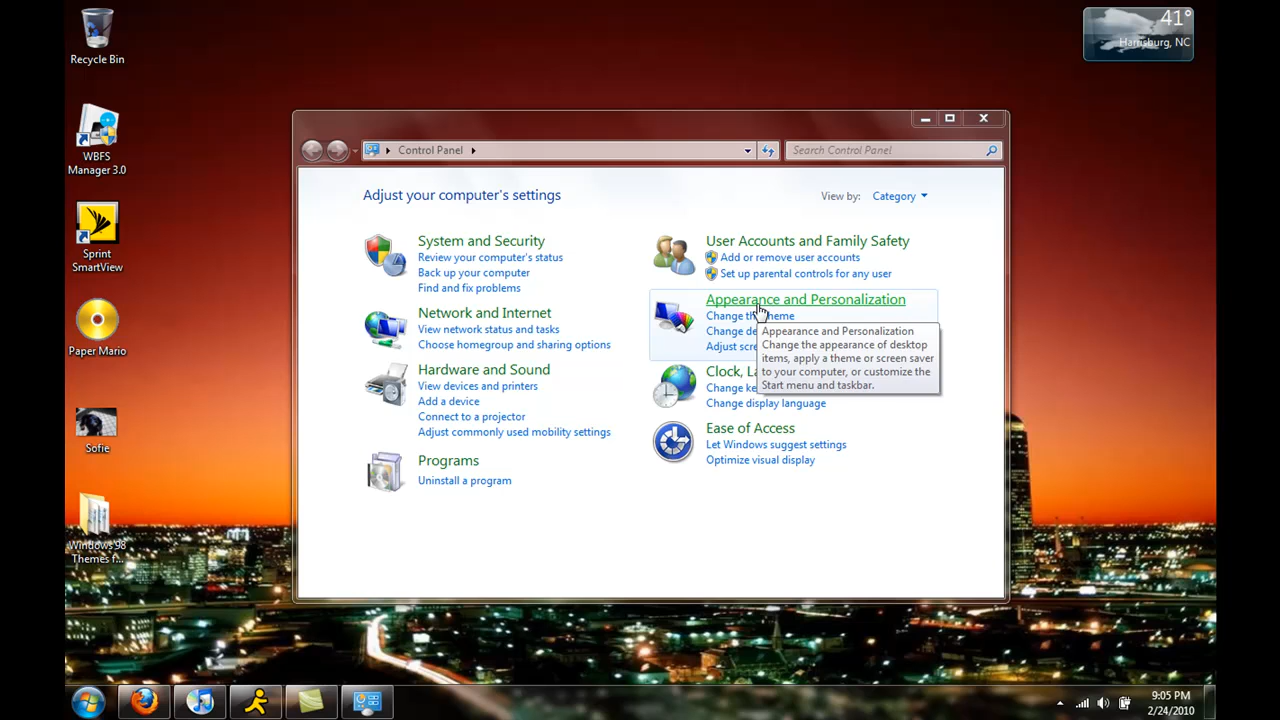 Recycle Bin
WBFS
Manager 3.0
Sprint
SmartView
Paper Mario
Sofie
Windows 98
Themes f...
41°
Harrisburg, NC
Control Panel
Search Control Panel
Adjust your computer's settings
View by: Category
System and Security
Review your computer's status
Back up your computer
Find and fix problems
Network and Internet
View network status and tasks
Choose homegroup and sharing options
Hardware and Sound
View devices and printers
Add a device
Connect to a projector
Adjust commonly used mobility settings
Programs
Uninstall a program
User Accounts and Family Safety
Add or remove user accounts
Set up parental controls for any user
Appearance and Personalization
Change th eme
Change de
Adjust scre
Appearance and Personalization
Change the appearance of desktop
items, apply a theme or screen saver
to your computer, or customize the
Start menu and taskbar.
Clock, La
Change ke
Change display language
Ease of Access
Let Windows suggest settings
Optimize visual display
9:05 PM
2/24/2010